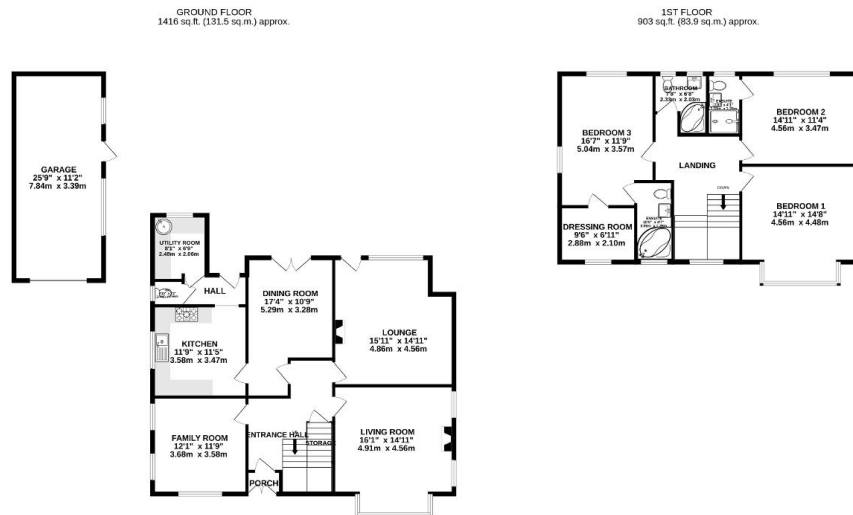 GROUND FLOOR
1416 sq.ft. (131.5 sq.m.) approx.
GARAGE
25'9" x 11'2"
7.84m x 3.39m
UTILITY ROOM
8'1" x 6'9"
2.46m x 2.06m
HALL
KITCHEN
11'9" x 11'5"
3.58m x 3.47m
DINING ROOM
17'4" x 10'9"
5.29m x 3.28m
LOUNGE
15'11" x 14'11"
4.86m x 4.56m
FAMILY ROOM
12'1" x 11'9"
3.68m x 3.58m
ENTRANCE HALL
STORAGE
LIVING ROOM
16'1" x 14'11"
4.91m x 4.56m
PORCH
1ST FLOOR
903 sq.ft. (83.9 sq.m.) approx.
BATHROOM
7'8" x 6'8"
2.33m x 2.03m
ENSUITE
BEDROOM 2
14'11" x 11'4"
4.56m x 3.47m
BEDROOM 3
16'7" x 11'9"
5.04m x 3.57m
LANDING
DOWN
BEDROOM 1
14'11" x 14'8"
4.56m x 4.48m
DRESSING ROOM
9'6" x 6'11"
2.88m x 2.10m
ENSUITE